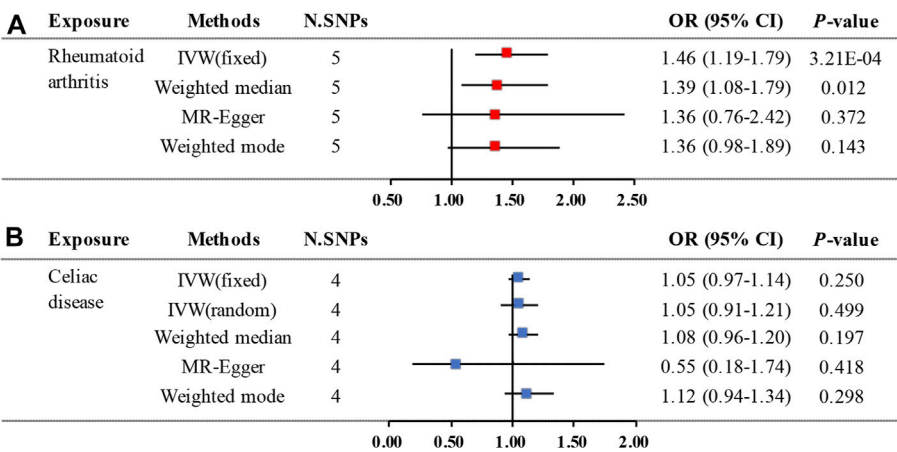 A Exposure Methods N.SNPs OR (95% CI) P-value
Rheumatoid IVW(fixed) 5 1.46 (1.19-1.79) 3.21E-04
arthritis Weighted median 5 1.39 (1.08-1.79) 0.012
MR-Egger 5 1.36 (0.76-2.42) 0.372
Weighted mode 5 1.36 (0.98-1.89) 0.143
0.50 1.00 1.50 2.00 2.50
B Exposure Methods N.SNPs OR (95% CI) P-value
Celiac IVW(fixed) 4 1.05 (0.97-1.14) 0.250
disease IVW(random) 4 1.05 (0.91-1.21) 0.499
Weighted median 4 1.08 (0.96-1.20) 0.197
MR-Egger 4 0.55 (0.18-1.74) 0.418
Weighted mode 4 1.12 (0.94-1.34) 0.298
0.00 0.50 1.00 1.50 2.00